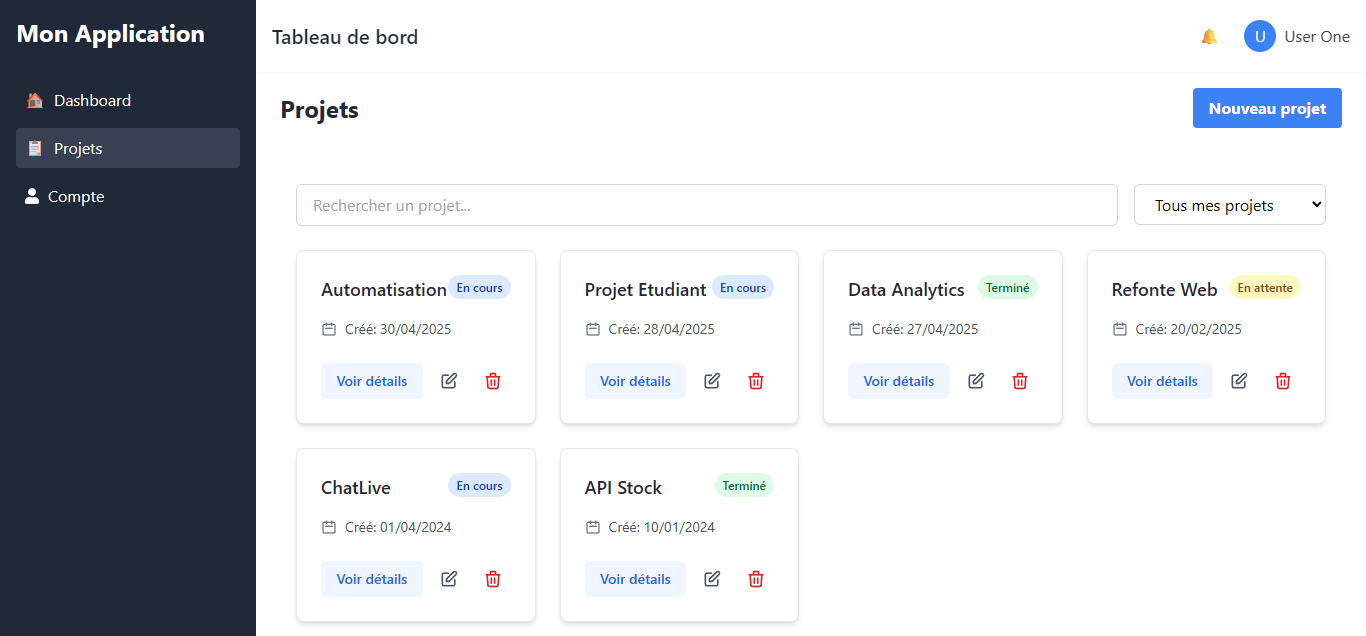 Mon Application
Dashboard
Projets
Compte
Tableau de bord
U
User One
Projets
Nouveau projet
Rechercher un projet...
Tous mes projets
Automatisation
En cours
Créé: 30/04/2025
Voir détails
Projet Etudiant
En cours
Créé: 28/04/2025
Voir détails
Data Analytics
Terminé
Créé: 27/04/2025
Voir détails
Refonte Web
En attente
Créé: 20/02/2025
Voir détails
ChatLive
En cours
Créé: 01/04/2024
Voir détails
API Stock
Terminé
Créé: 10/01/2024
Voir détails